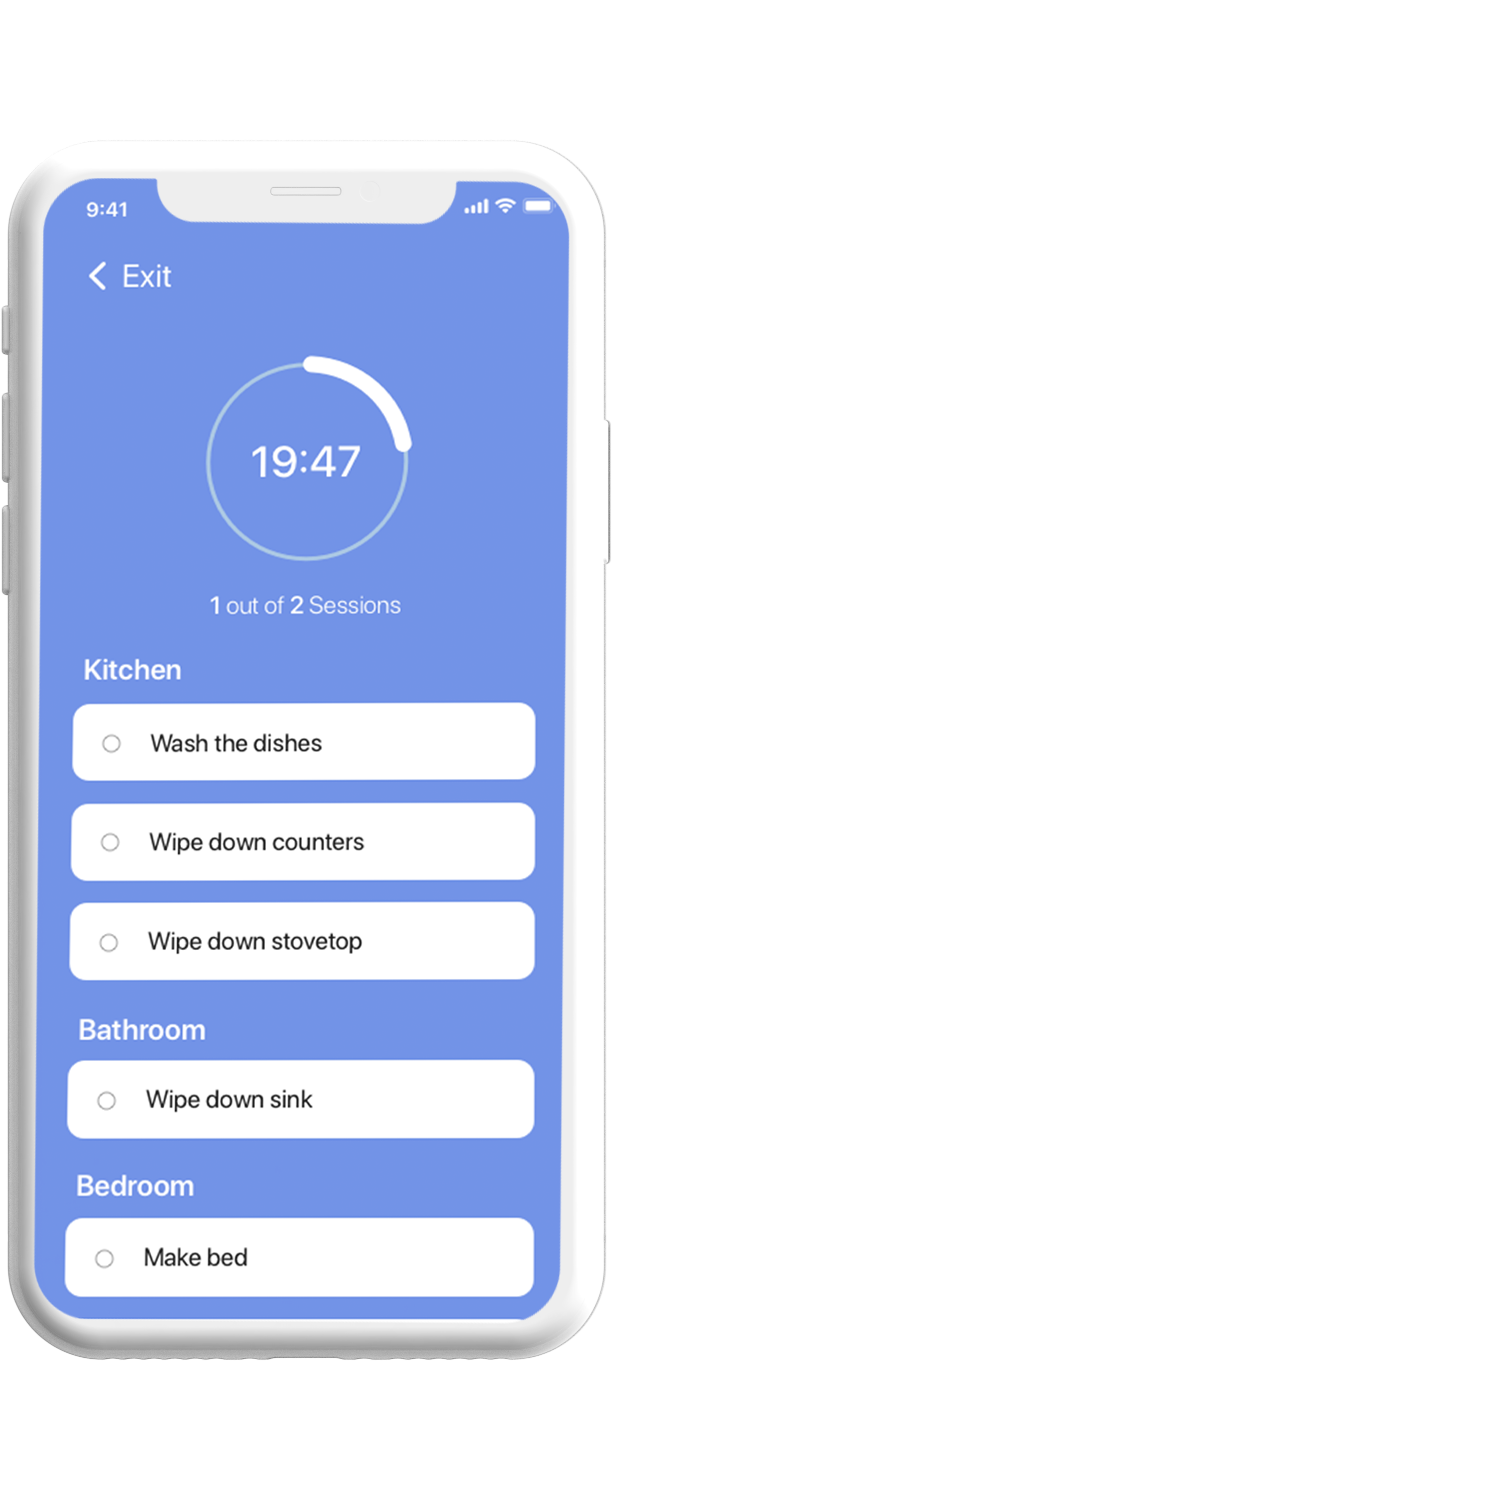 9:41
Exit
19:47
1 out of 2 Sessions
Kitchen
Wash the dishes
Wipe down counters
Wipe down stovetop
Bathroom
Wipe down sink
Bedroom
Make bed